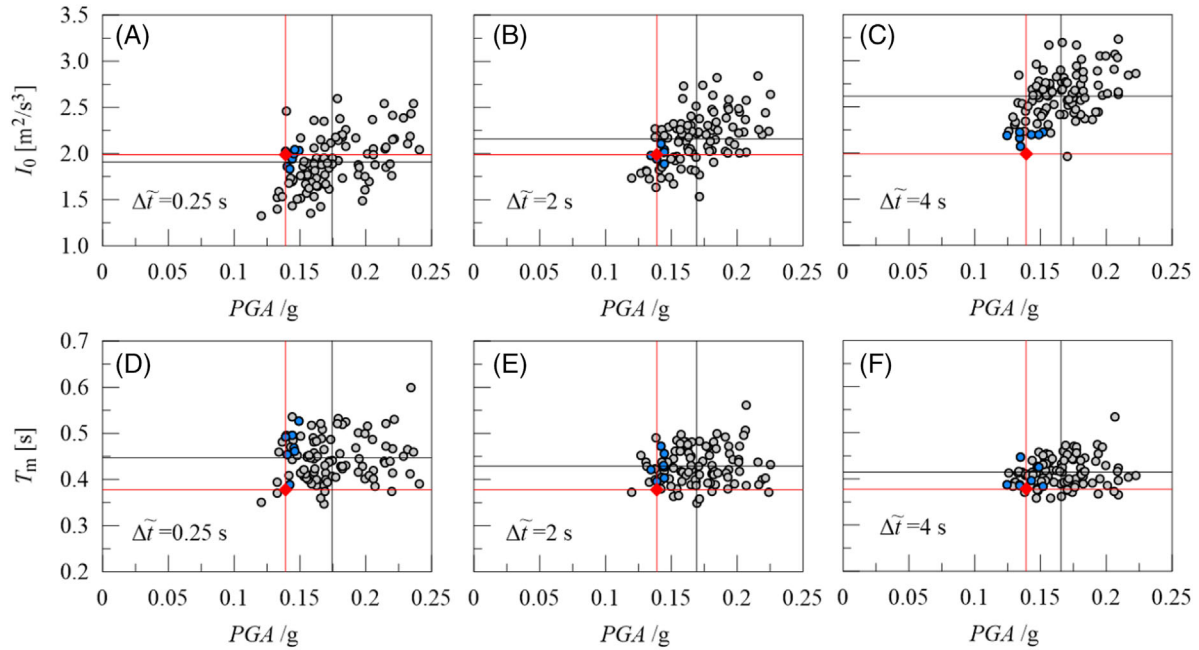 (A) (B) (C)
I₀ [m²/s³]
3.5
3.0
2.5
2.0
1.5
1.0
Δt̃ =0.25 s Δt̃ =2 s Δt̃ =4 s
0 0.05 0.1 0.15 0.2 0.25 0 0.05 0.1 0.15 0.2 0.25 0 0.05 0.1 0.15 0.2 0.25
PGA /g PGA /g PGA /g
(D) (E) (F)
Tₘ [s]
0.7
0.6
0.5
0.4
0.3
0.2
Δt̃ =0.25 s Δt̃ =2 s Δt̃ =4 s
0 0.05 0.1 0.15 0.2 0.25 0 0.05 0.1 0.15 0.2 0.25 0 0.05 0.1 0.15 0.2 0.25
PGA /g PGA /g PGA /g